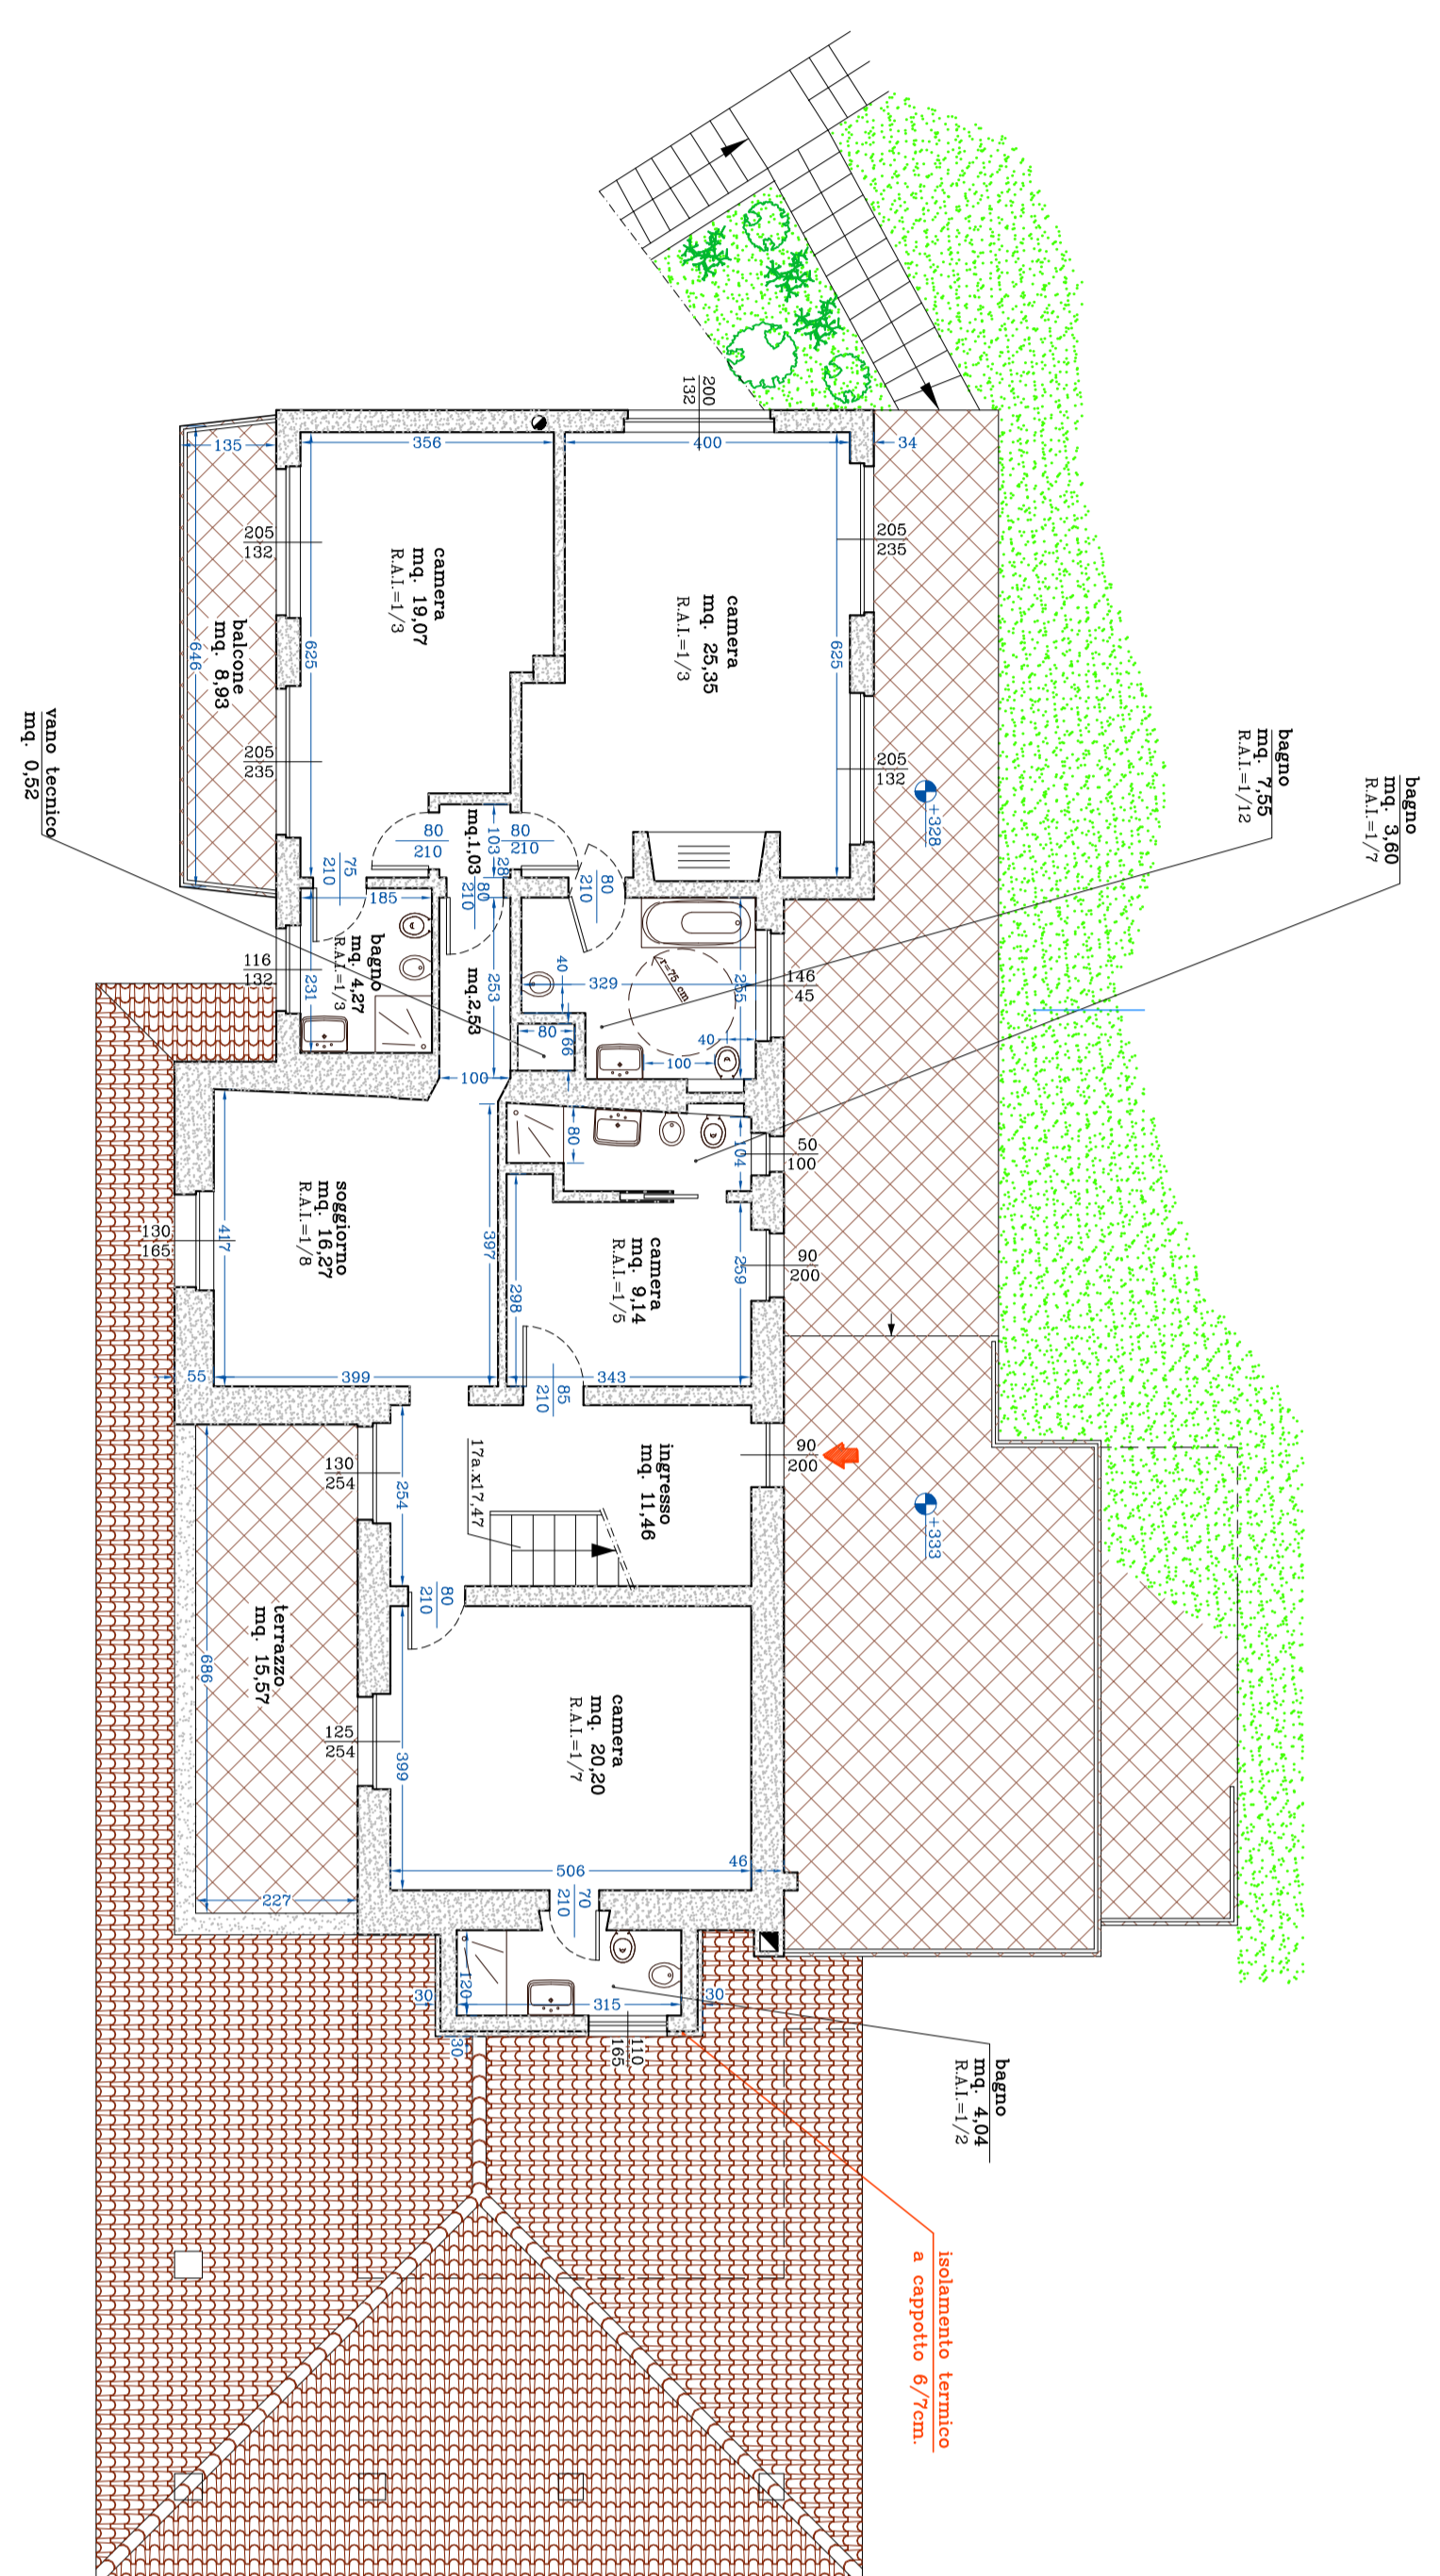 bagno
mq. 3,60
R.A.I.=1/7
bagno
mq. 7,55
R.A.I.=1/12
200
132
34
400
356
135
205
235
205
132
camera
mq. 25,35
R.A.I.=1/3
camera
mq. 19,07
R.A.I.=1/3
625
625
205
132
205
235
balcone
mq. 8,93
646
vano tecnico
mq. 0,52
+328
80
210
80
210
103
28
mq.1,03
80
210
80
210
75
210
185
bagno
mq. 4,27
R.A.I.=1/3
231
116
132
253
mq.2,53
40
329
r=75 cm
255
146
45
80
66
40
100
100
80
104
50
100
soggiorno
mq. 16,27
R.A.I.=1/8
417
130
165
397
298
camera
mq. 9,14
R.A.I.=1/5
259
90
200
55
399
343
85
210
90
200
ingresso
mq. 11,46
17a.x17,47
254
130
254
+333
80
210
terrazzo
mq. 15,57
686
227
125
254
399
camera
mq. 20,20
R.A.I.=1/7
506
46
70
210
120
315
30
30
30
110
165
bagno
mq. 4,04
R.A.I.=1/2
isolamento termico
a cappotto 6/7cm.